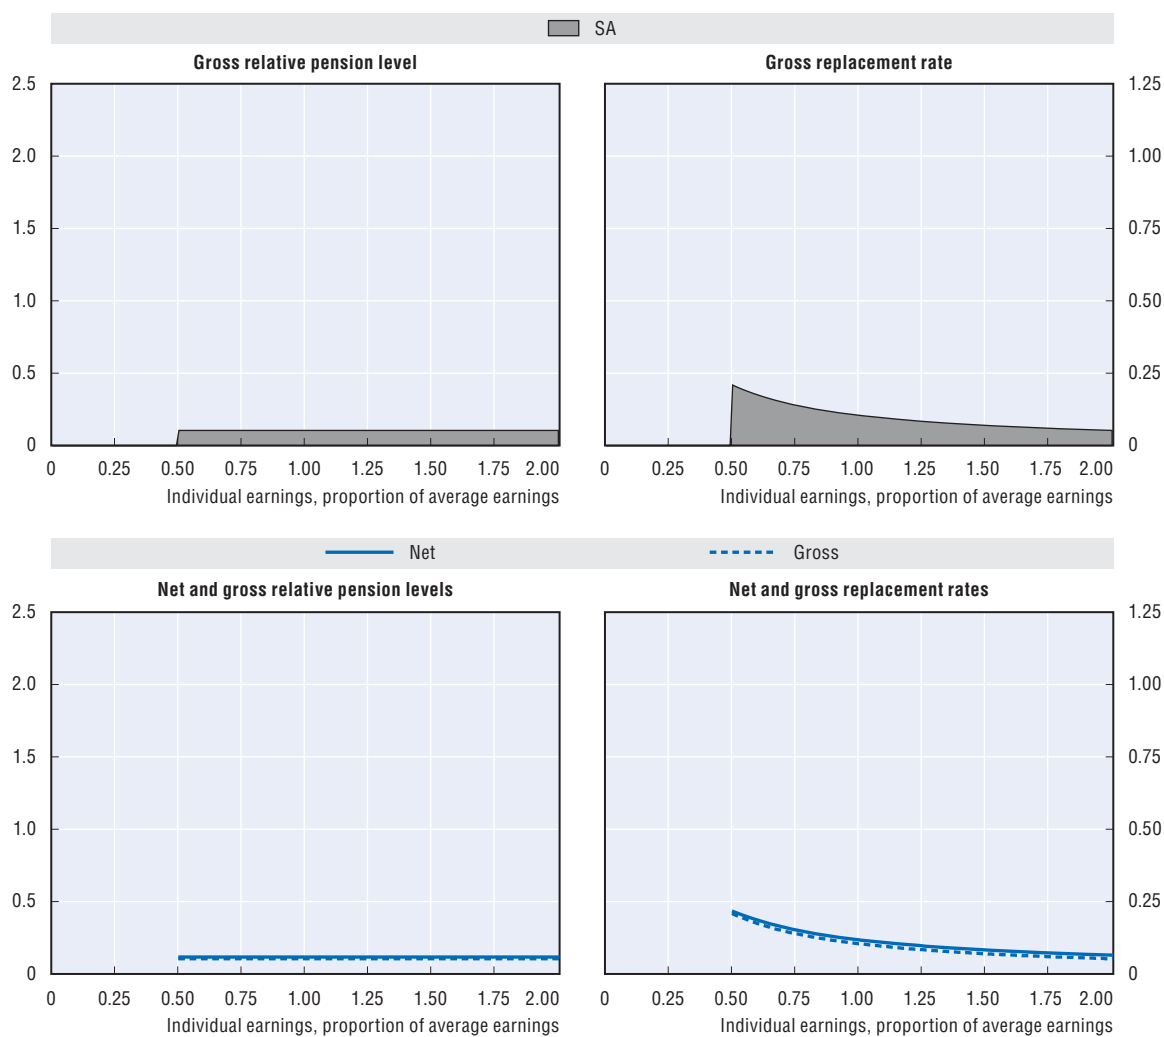 SA
Gross relative pension level
Gross replacement rate
2.5
2.0
1.5
1.0
0.5
0
1.25
1.00
0.75
0.50
0.25
0
0 0.25 0.50 0.75 1.00 1.25 1.50 1.75 2.00
0 0.25 0.50 0.75 1.00 1.25 1.50 1.75 2.00
Individual earnings, proportion of average earnings
Individual earnings, proportion of average earnings
Net
Gross
Net and gross relative pension levels
Net and gross replacement rates
2.5
2.0
1.5
1.0
0.5
0
1.25
1.00
0.75
0.50
0.25
0
0 0.25 0.50 0.75 1.00 1.25 1.50 1.75 2.00
0 0.25 0.50 0.75 1.00 1.25 1.50 1.75 2.00
Individual earnings, proportion of average earnings
Individual earnings, proportion of average earnings